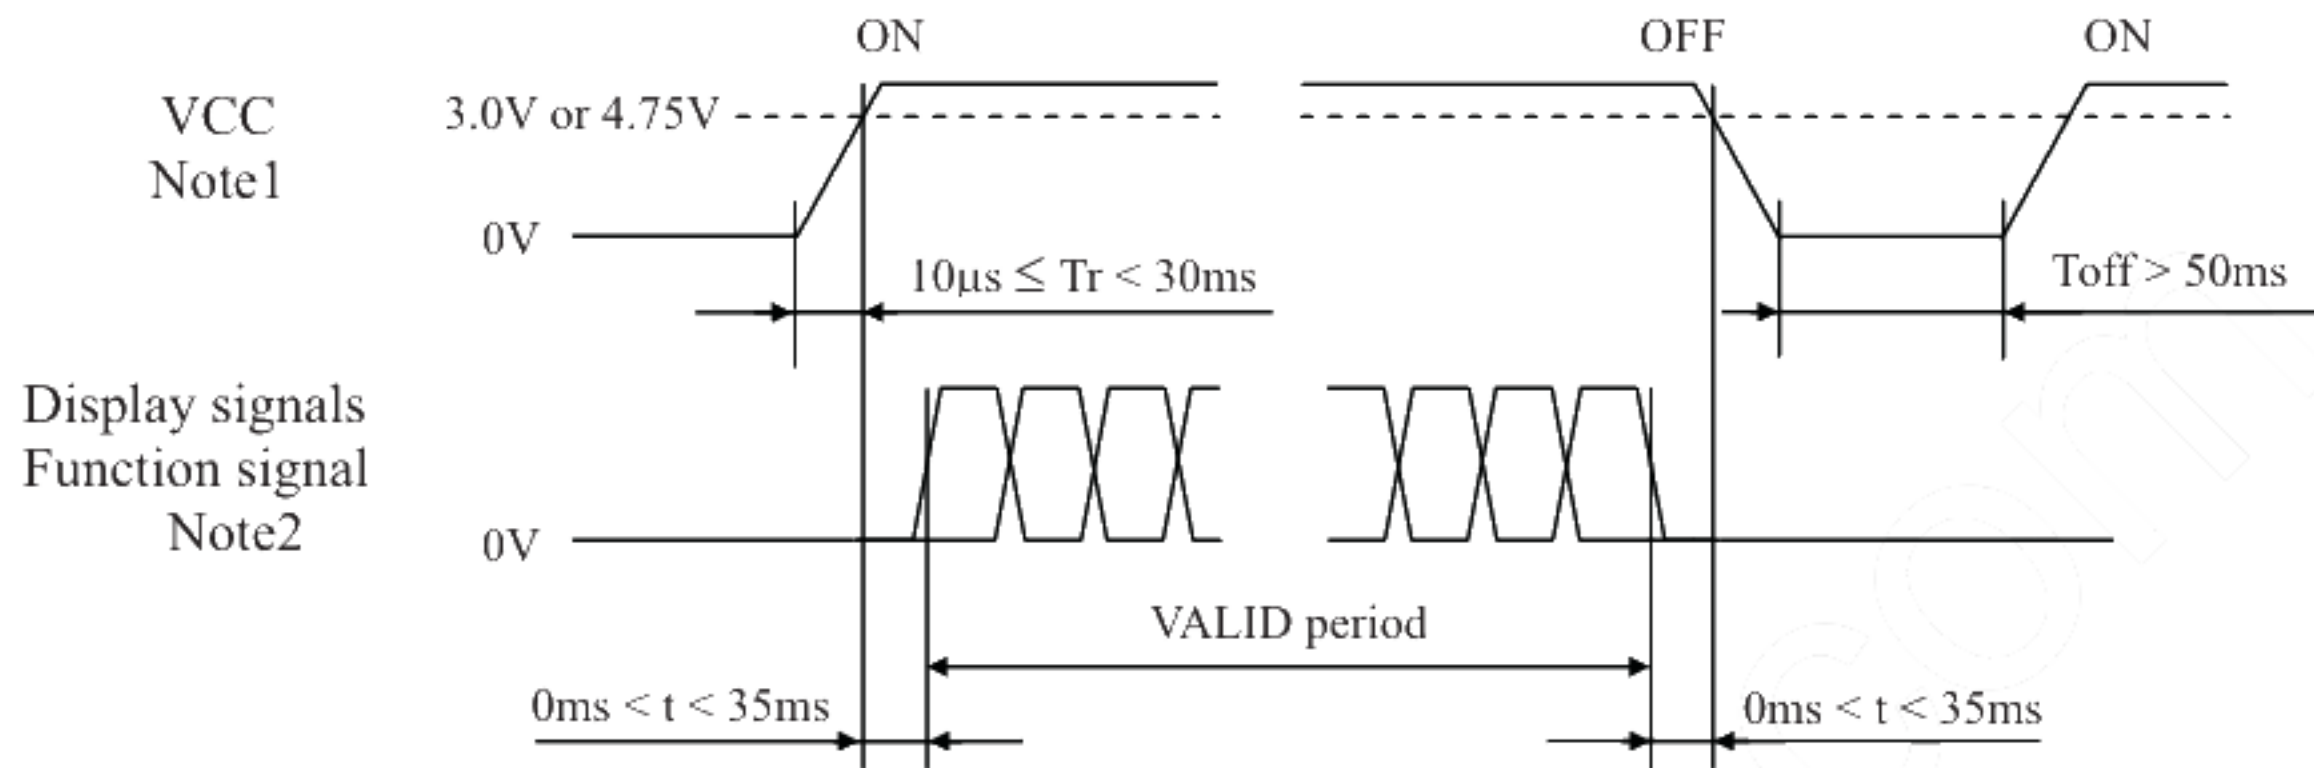 ON OFF ON
VCC
3.0V or 4.75V
Note1
0V
10μs ≤ Tr < 30ms
Toff > 50ms
Display signals
Function signal
Note2
0V
VALID period
0ms < t < 35ms
0ms < t < 35ms
com